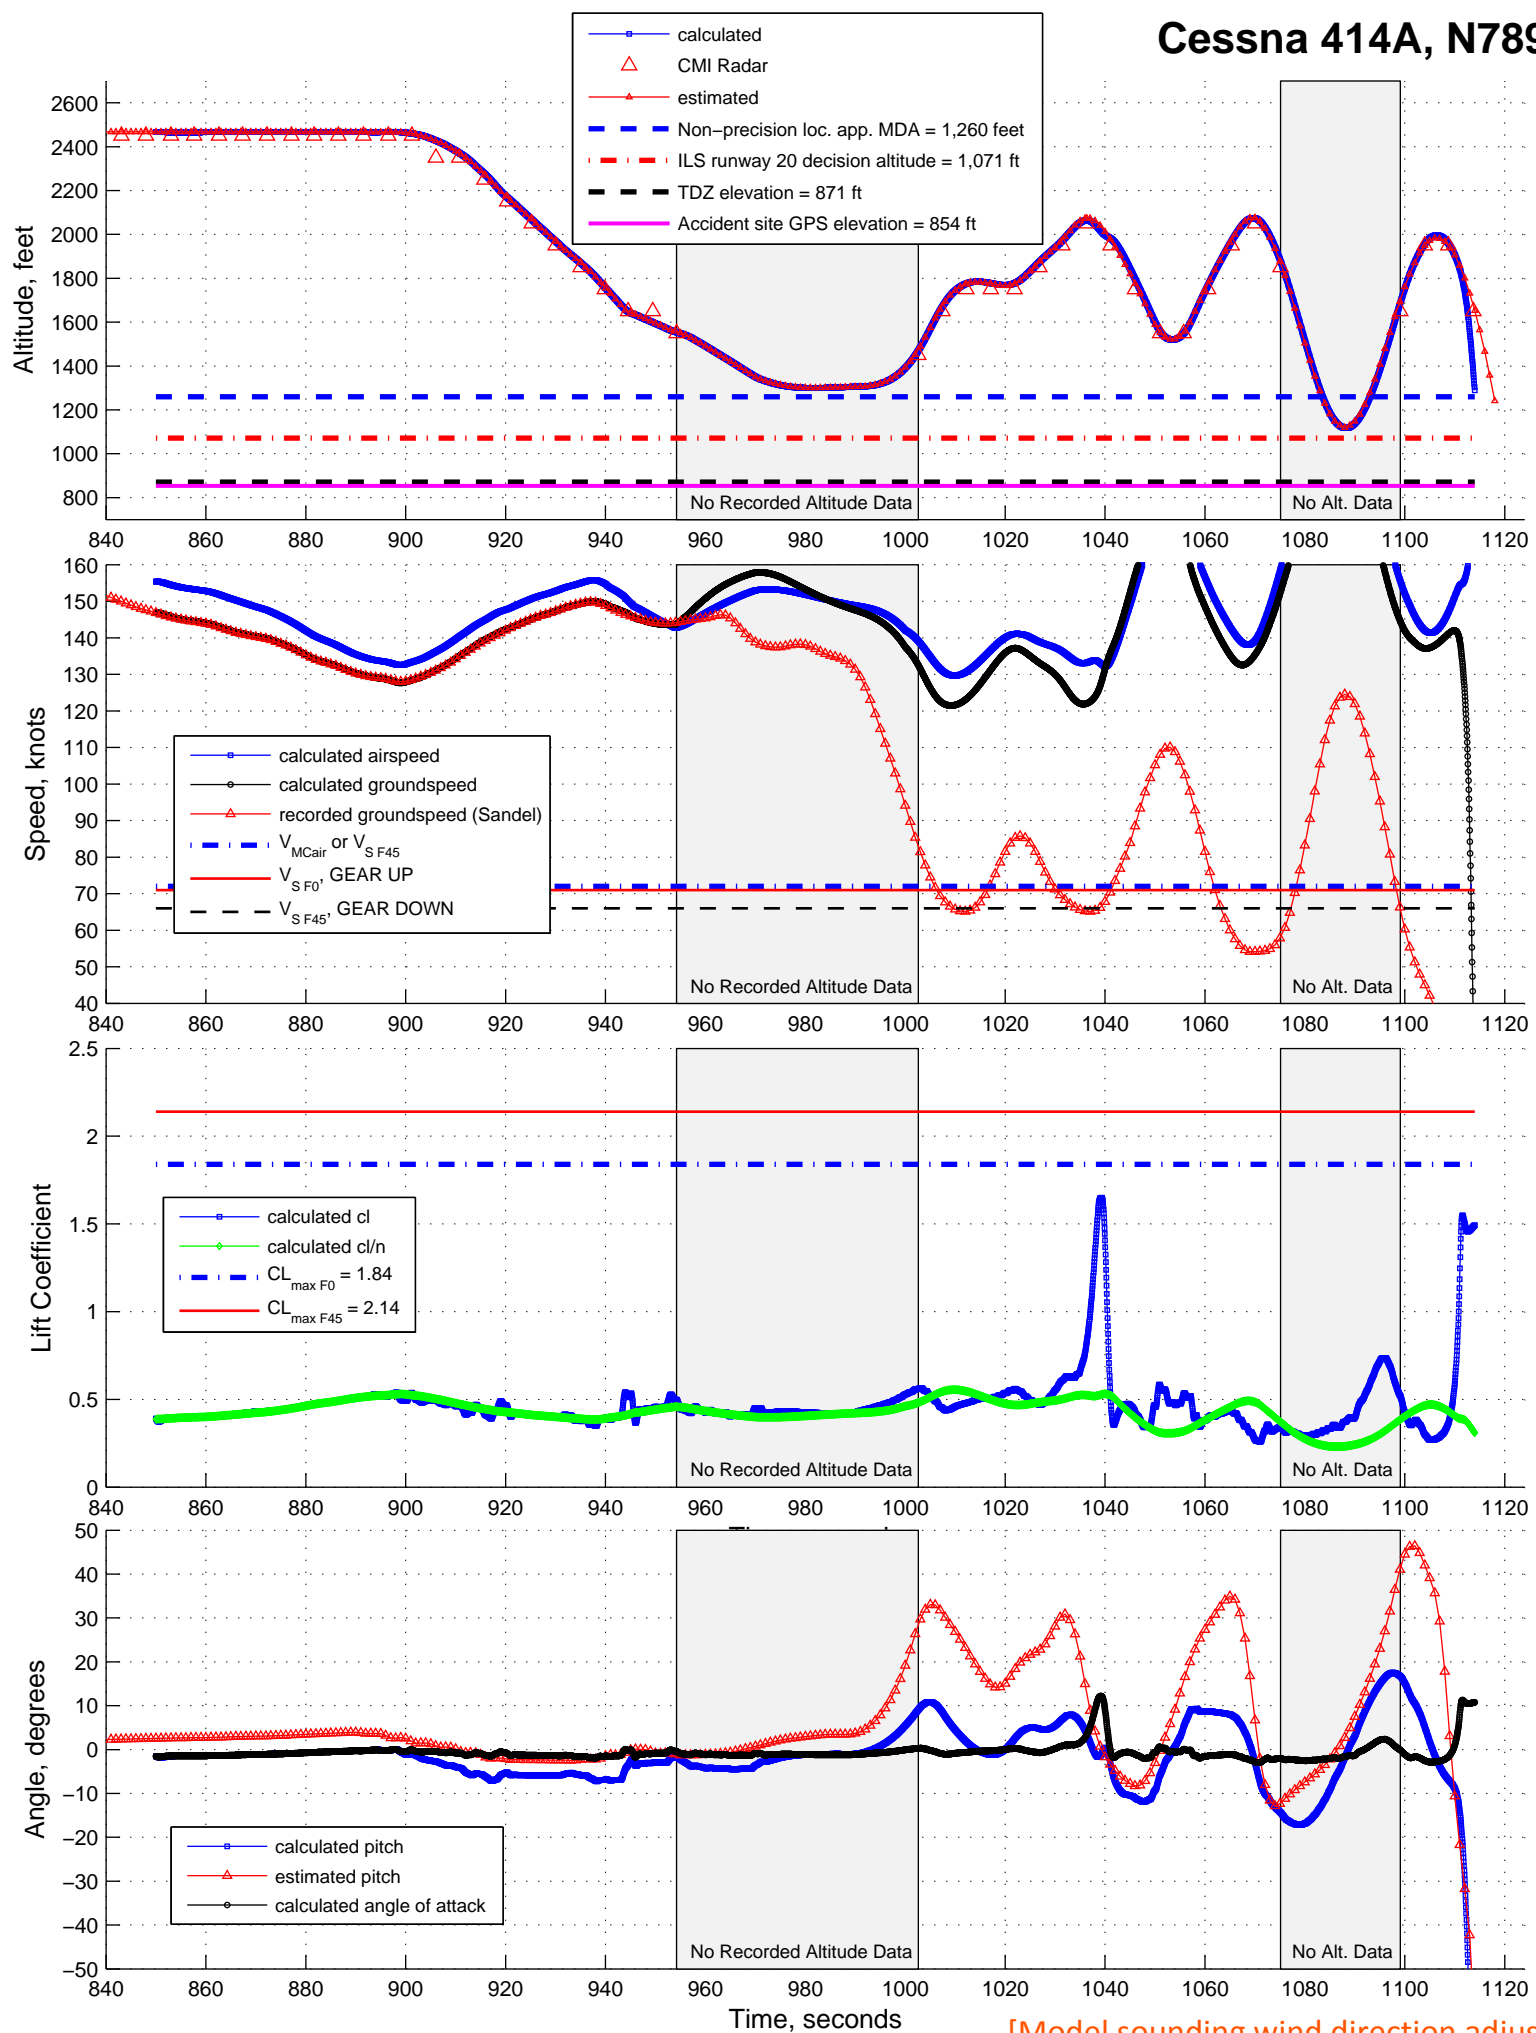 Cessna 414A, N789
calculated
CMI Radar
estimated
Non−precision loc. app. MDA = 1,260 feet
ILS runway 20 decision altitude = 1,071 ft
TDZ elevation = 871 ft
Accident site GPS elevation = 854 ft
2600
2400
2200
2000
1800
1600
1400
1200
1000
800
Altitude, feet
No Recorded Altitude Data
No Alt. Data
840 860 880 900 920 940 960 980 1000 1020 1040 1060 1080 1100 1120
160
150
140
130
120
110
100
90
80
70
60
50
40
Speed, knots
calculated airspeed
calculated groundspeed
recorded groundspeed (Sandel)
VMCair or VS F45
VS F0, GEAR UP
VS F45, GEAR DOWN
No Recorded Altitude Data
No Alt. Data
840 860 880 900 920 940 960 980 1000 1020 1040 1060 1080 1100 1120
2.5
2
1.5
1
0.5
0
Lift Coefficient
calculated cl
calculated cl/n
CLmax F0 = 1.84
CLmax F45 = 2.14
No Recorded Altitude Data
No Alt. Data
840 860 880 900 920 940 960 980 1000 1020 1040 1060 1080 1100 1120
50
40
30
20
10
0
−10
−20
−30
−40
−50
Angle, degrees
calculated pitch
estimated pitch
calculated angle of attack
No Recorded Altitude Data
No Alt. Data
840 860 880 900 920 940 960 980 1000 1020 1040 1060 1080 1100 1120
Time, seconds
[Model sounding wind direction adjus